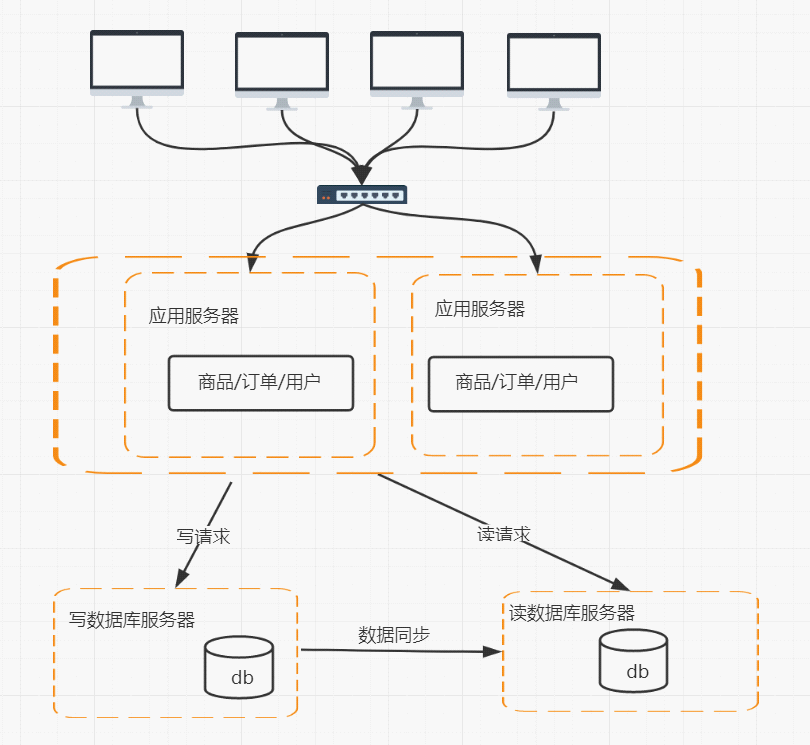 应用服务器
应用服务器
商品/订单/用户
商品/订单/用户
写请求
读请求
写数据库服务器
读数据库服务器
数据同步
db
db